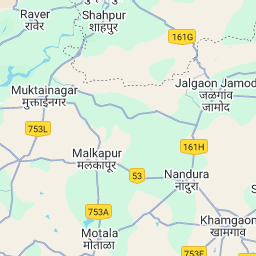 Raver
रावेर
Shahpur
शाहपुर
161G
Jalgaon Jamod
जळगांव
जामोद
Muktainagar
मुक्ताईनगर
753L
Malkapur
मलकापूर
161H
53
Nandura
नांदुरा
753A
Khamgaon
खामगाव
Motala
मोताळा
753E